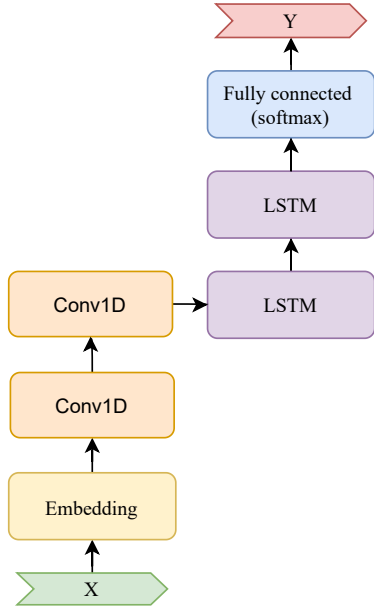 Y
Fully connected
(softmax)
LSTM
Conv1D
LSTM
Conv1D
Embedding
X